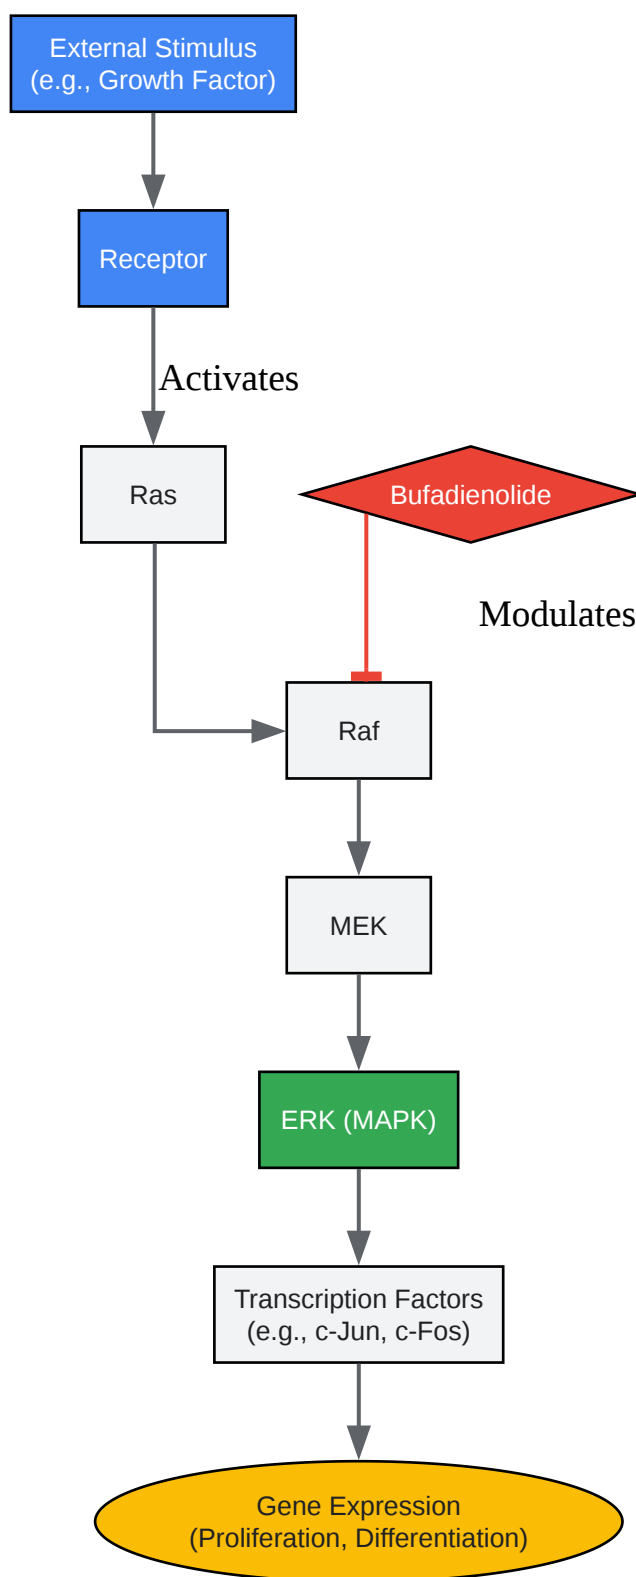 External Stimulus
(e.g., Growth Factor)
Receptor
Activates
Ras
Bufadienolide
Modulates
Raf
MEK
ERK (MAPK)
Transcription Factors
(e.g., c-Jun, c-Fos)
Gene Expression
(Proliferation, Differentiation)